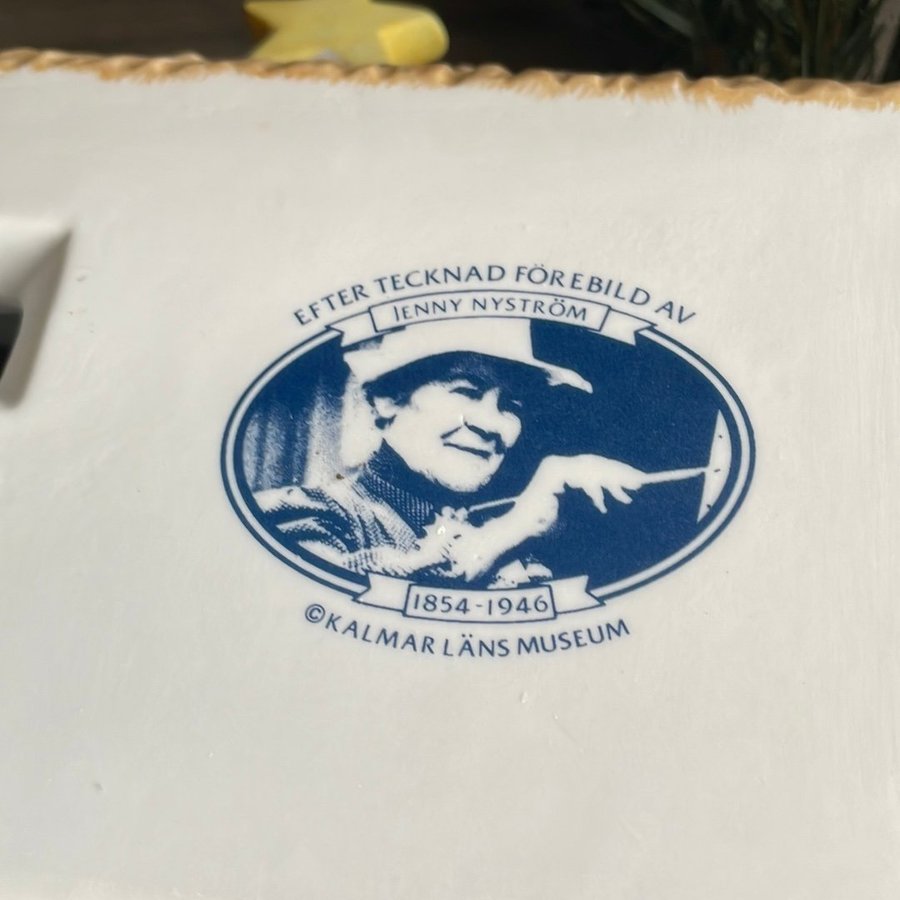 EFTER TECKNAD FÖREBILD AV
JENNY NYSTRÖM
1854-1946
©KALMAR LÄNS MUSEUM